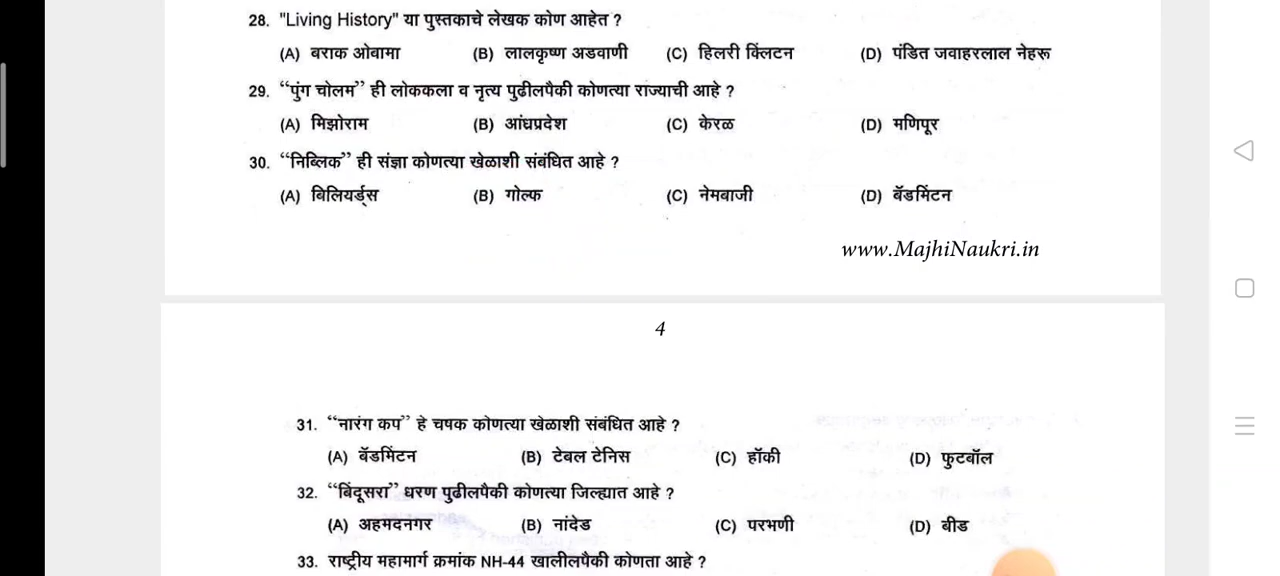 28. "Living History" या पुस्तकाचे लेखक कोण आहेत ?
(A) बराक ओबामा (B) लालकृष्ण अडवाणी (C) हिलरी क्लिंटन (D) पंडित जवाहरलाल नेहरू
29. “पुंग चोलम” ही लोककला व नृत्य पुढीलपैकी कोणत्या राज्याची आहे ?
(A) मिझोराम (B) आंध्रप्रदेश (C) केरळ (D) मणिपूर
30. “निब्लिक” ही संज्ञा कोणत्या खेळाशी संबंधित आहे ?
(A) बिलियर्ड्स (B) गोल्फ (C) नेमबाजी (D) बॅडमिंटन
www.MajhiNaukri.in
4
31. “नारंग कप” हे चषक कोणत्या खेळाशी संबंधित आहे ?
(A) बॅडमिंटन (B) टेबल टेनिस (C) हॉकी (D) फुटबॉल
32. “बिंदूसरा” धरण पुढीलपैकी कोणत्या जिल्ह्यात आहे ?
(A) अहमदनगर (B) नांदेड (C) परभणी (D) बीड
33. राष्ट्रीय महामार्ग क्रमांक NH-44 खालीलपैकी कोणता आहे ?